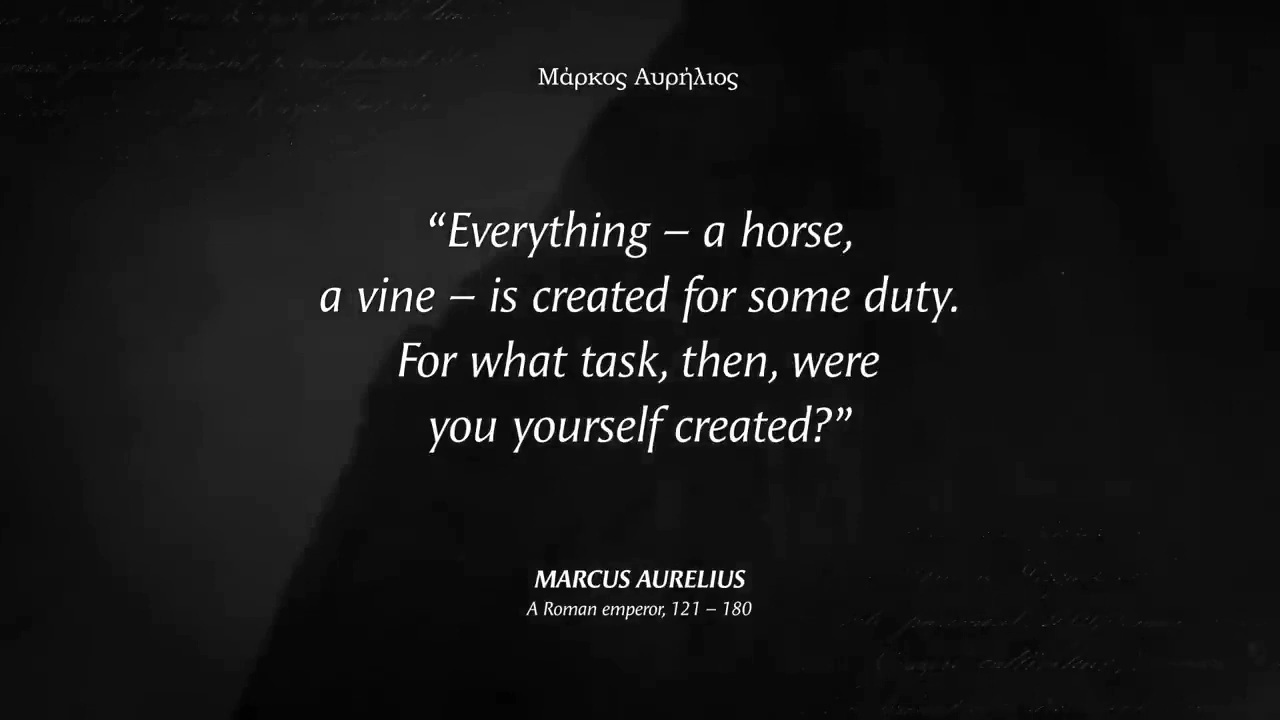 Μάρκος Αυρήλιος
“Everything – a horse,
a vine – is created for some duty.
For what task, then, were
you yourself created?”
MARCUS AURELIUS
A Roman emperor, 121 – 180